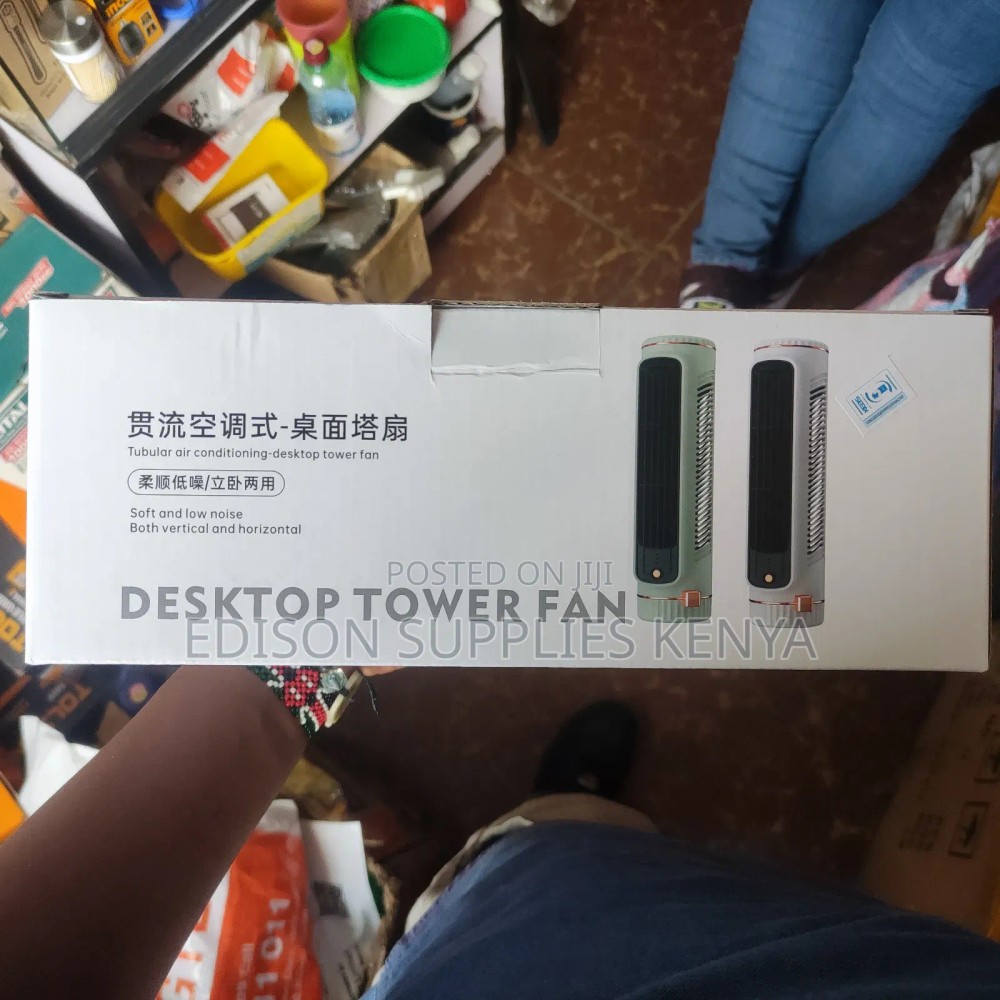 贯流空调式-桌面塔扇
Tubular air conditioning-desktop tower fan
柔顺低噪/立卧两用
Soft and low noise
Both vertical and horizontal
POSTED ON JIJI
DESKTOP TOWER FAN
EDISON SUPPLIES KENYA
11011